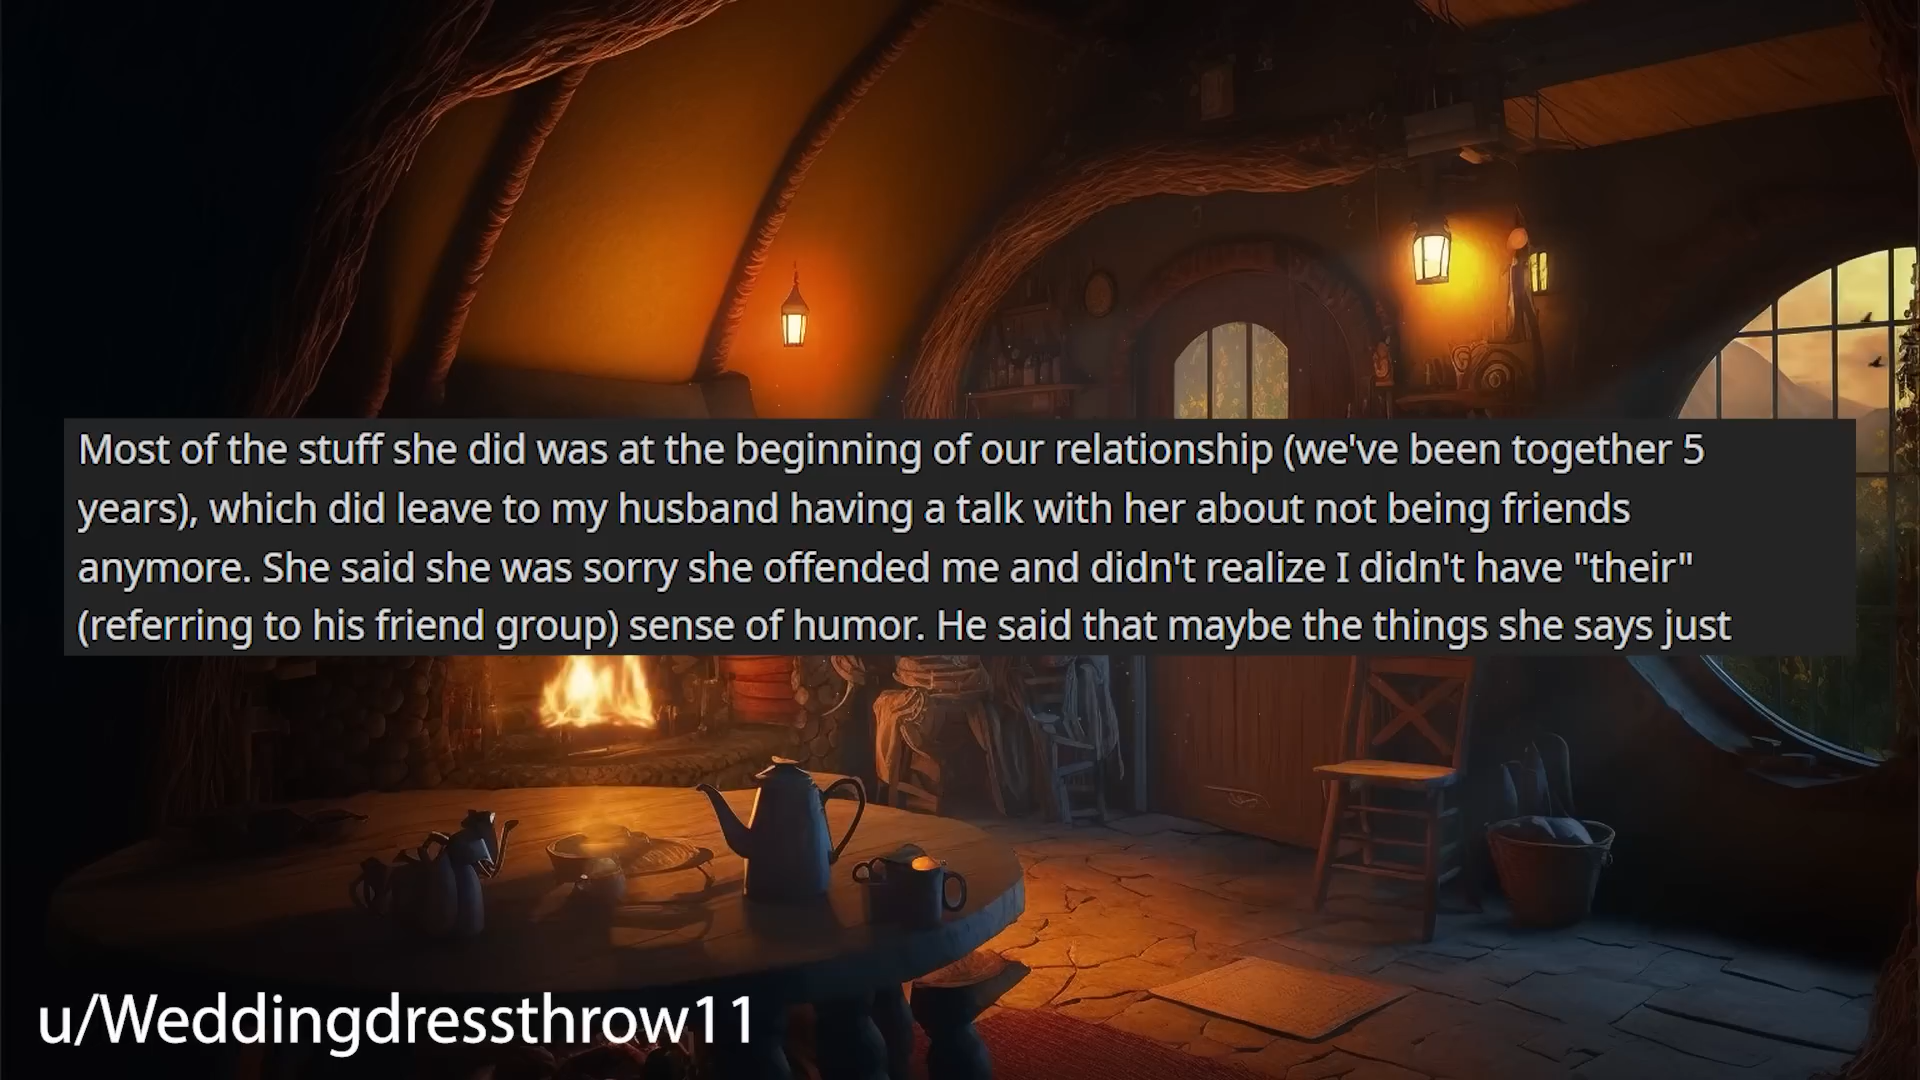 Most of the stuff she did was at the beginning of our relationship (we've been together 5
years), which did leave to my husband having a talk with her about not being friends
anymore. She said she was sorry she offended me and didn't realize I didn't have "their"
(referring to his friend group) sense of humor. He said that maybe the things she says just
u/Weddingdressthrow11